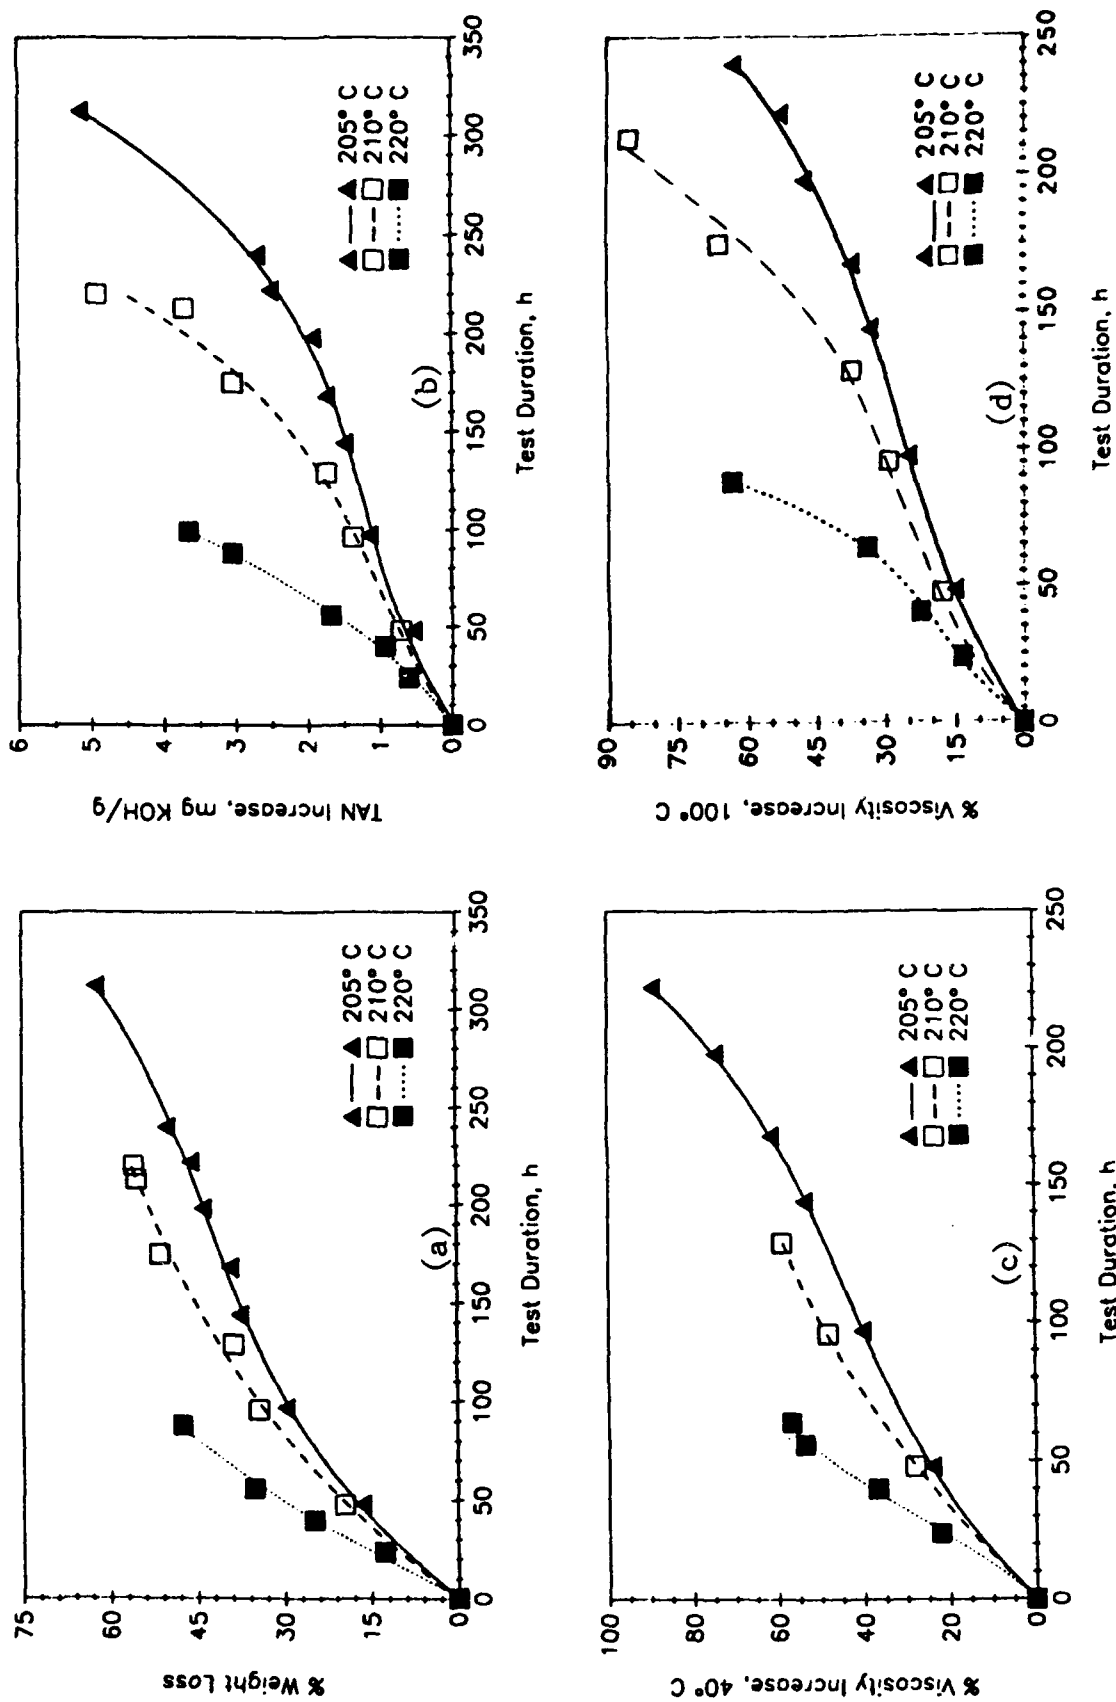 75
60
45
30
15
0
% Weight Loss
0
50
100
150
200
250
300
350
Test Duration, h
205° C
210° C
220° C
(a)
6
5
4
3
2
1
0
TAN Increase, mg KOH/g
0
50
100
150
200
250
300
350
Test Duration, h
205° C
210° C
220° C
(b)
100
80
60
40
20
0
% Viscosity Increase, 40° C
0
50
100
150
200
250
Test Duration, h
205° C
210° C
220° C
(c)
90
75
60
45
30
15
0
% Viscosity Increase, 100° C
0
50
100
150
200
250
Test Duration, h
205° C
210° C
220° C
(d)